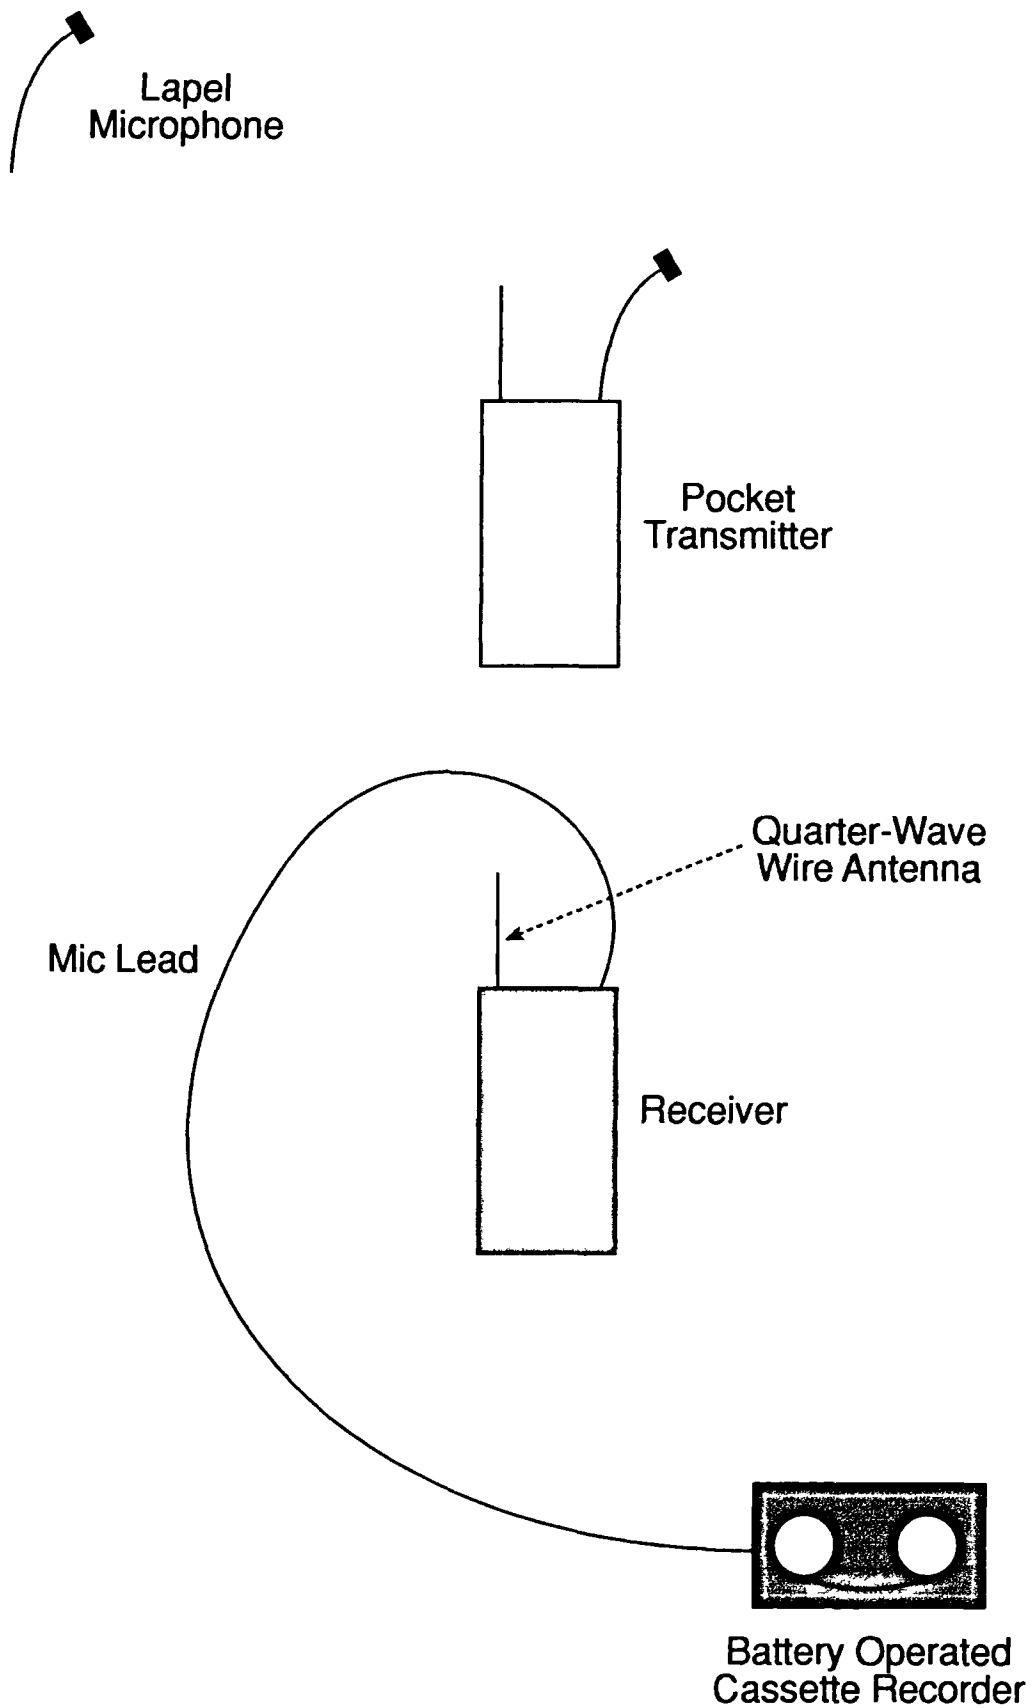 Lapel
Microphone
Pocket
Transmitter
Quarter-Wave
Wire Antenna
Mic Lead
Receiver
Battery Operated
Cassette Recorder